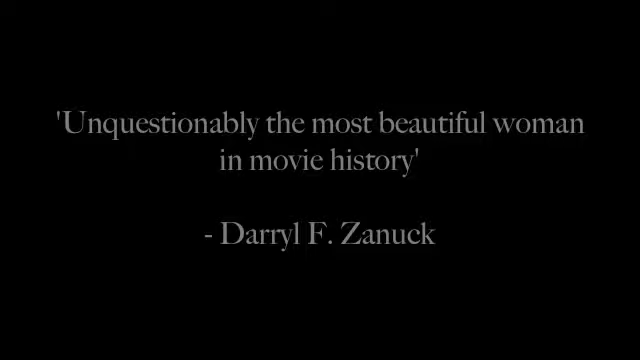 'Unquestionably the most beautiful woman
in movie history'
- Darryl F. Zanuck